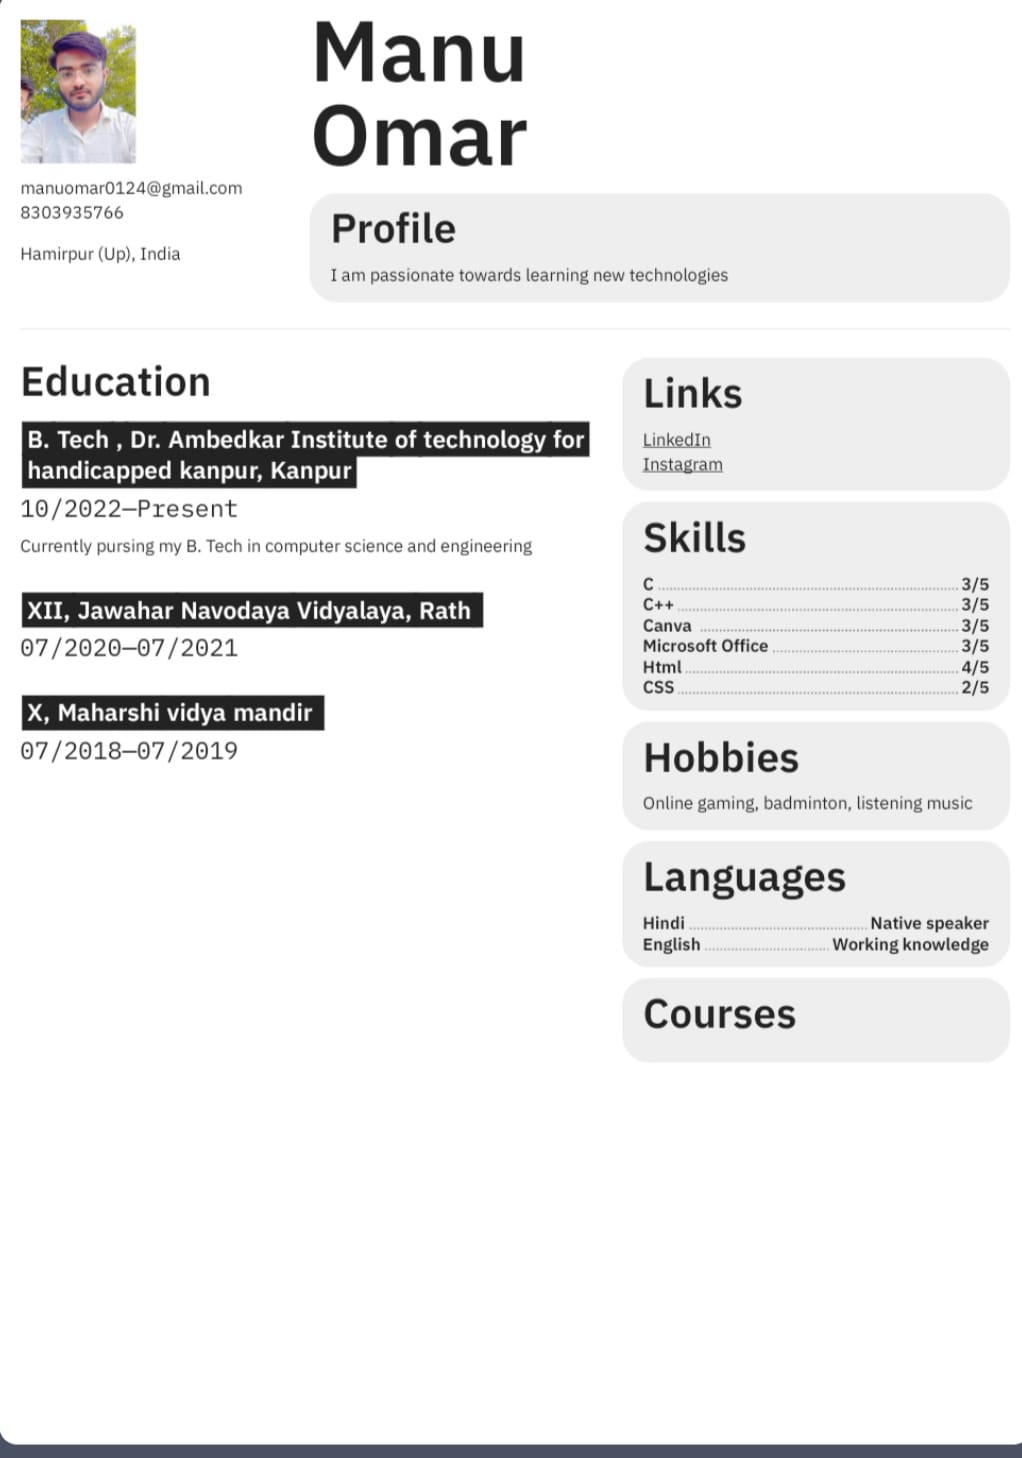 Manu
Omar
manuomar0124@gmail.com
8303935766
Hamirpur (Up), India
Profile
I am passionate towards learning new technologies
Education
B. Tech , Dr. Ambedkar Institute of technology for
handicapped kanpur, Kanpur
10/2022—Present
Currently pursing my B. Tech in computer science and engineering
XII, Jawahar Navodaya Vidyalaya, Rath
07/2020—07/2021
X, Maharshi vidya mandir
07/2018—07/2019
Links
LinkedIn
Instagram
Skills
C 3/5
C++ 3/5
Canva 3/5
Microsoft Office 3/5
Html 4/5
CSS 2/5
Hobbies
Online gaming, badminton, listening music
Languages
Hindi Native speaker
English Working knowledge
Courses